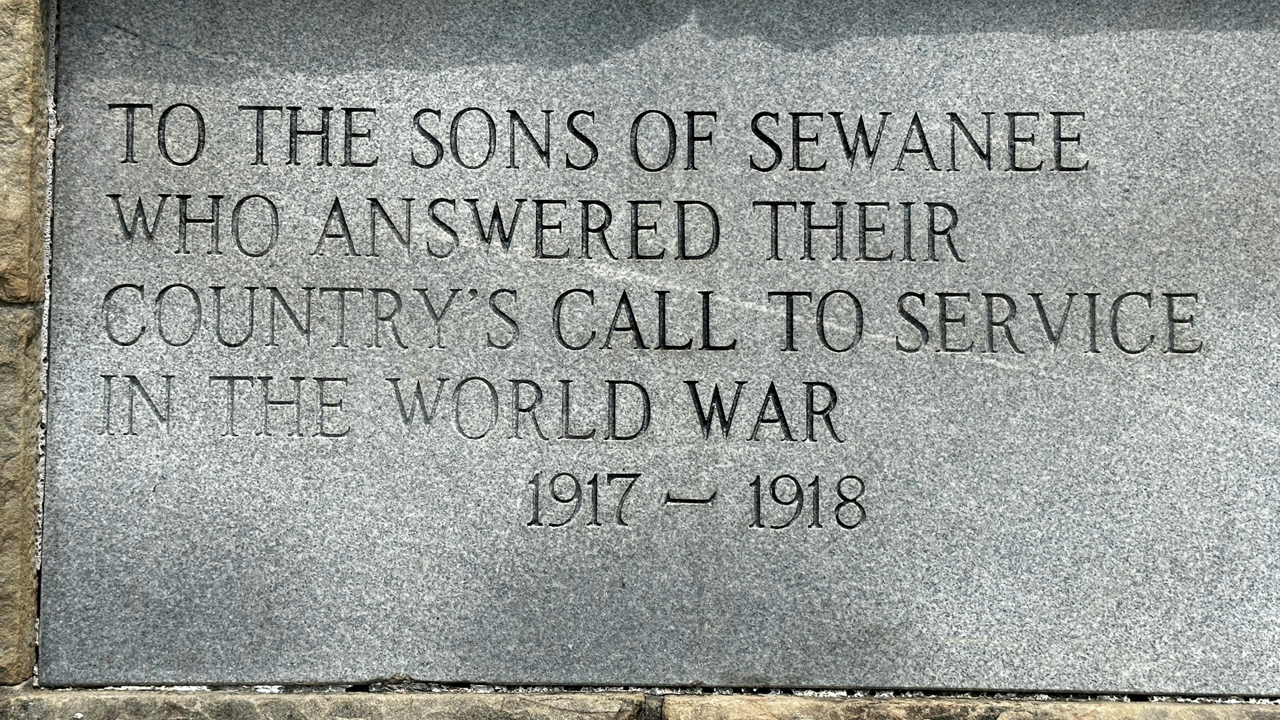 TO THE SONS OF SEWANEE
WHO ANSWERED THEIR
COUNTRY'S CALL TO SERVICE
IN THE WORLD WAR
1917 — 1918